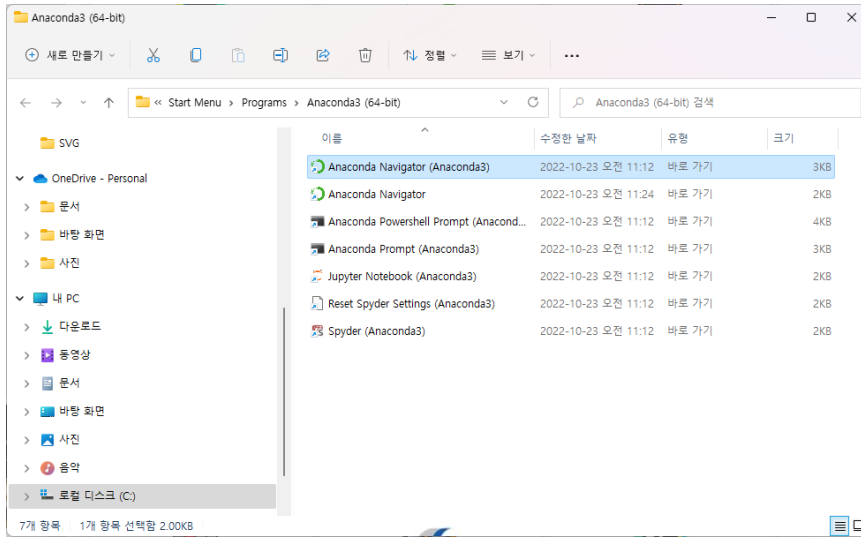 Anaconda3 (64-bit)
새로 만들기
정렬
보기
« Start Menu > Programs > Anaconda3 (64-bit)
Anaconda3 (64-bit) 검색
SVG
OneDrive - Personal
문서
바탕 화면
사진
내 PC
다운로드
동영상
문서
바탕 화면
사진
음악
로컬 디스크 (C:)
이름 수정한 날짜 유형 크기
Anaconda Navigator (Anaconda3) 2022-10-23 오전 11:12 바로 가기 3KB
Anaconda Navigator 2022-10-23 오전 11:24 바로 가기 2KB
Anaconda Powershell Prompt (Anacond... 2022-10-23 오전 11:12 바로 가기 4KB
Anaconda Prompt (Anaconda3) 2022-10-23 오전 11:12 바로 가기 3KB
Jupyter Notebook (Anaconda3) 2022-10-23 오전 11:12 바로 가기 2KB
Reset Spyder Settings (Anaconda3) 2022-10-23 오전 11:12 바로 가기 2KB
Spyder (Anaconda3) 2022-10-23 오전 11:12 바로 가기 2KB
7개 항목 1개 항목 선택함 2.00KB